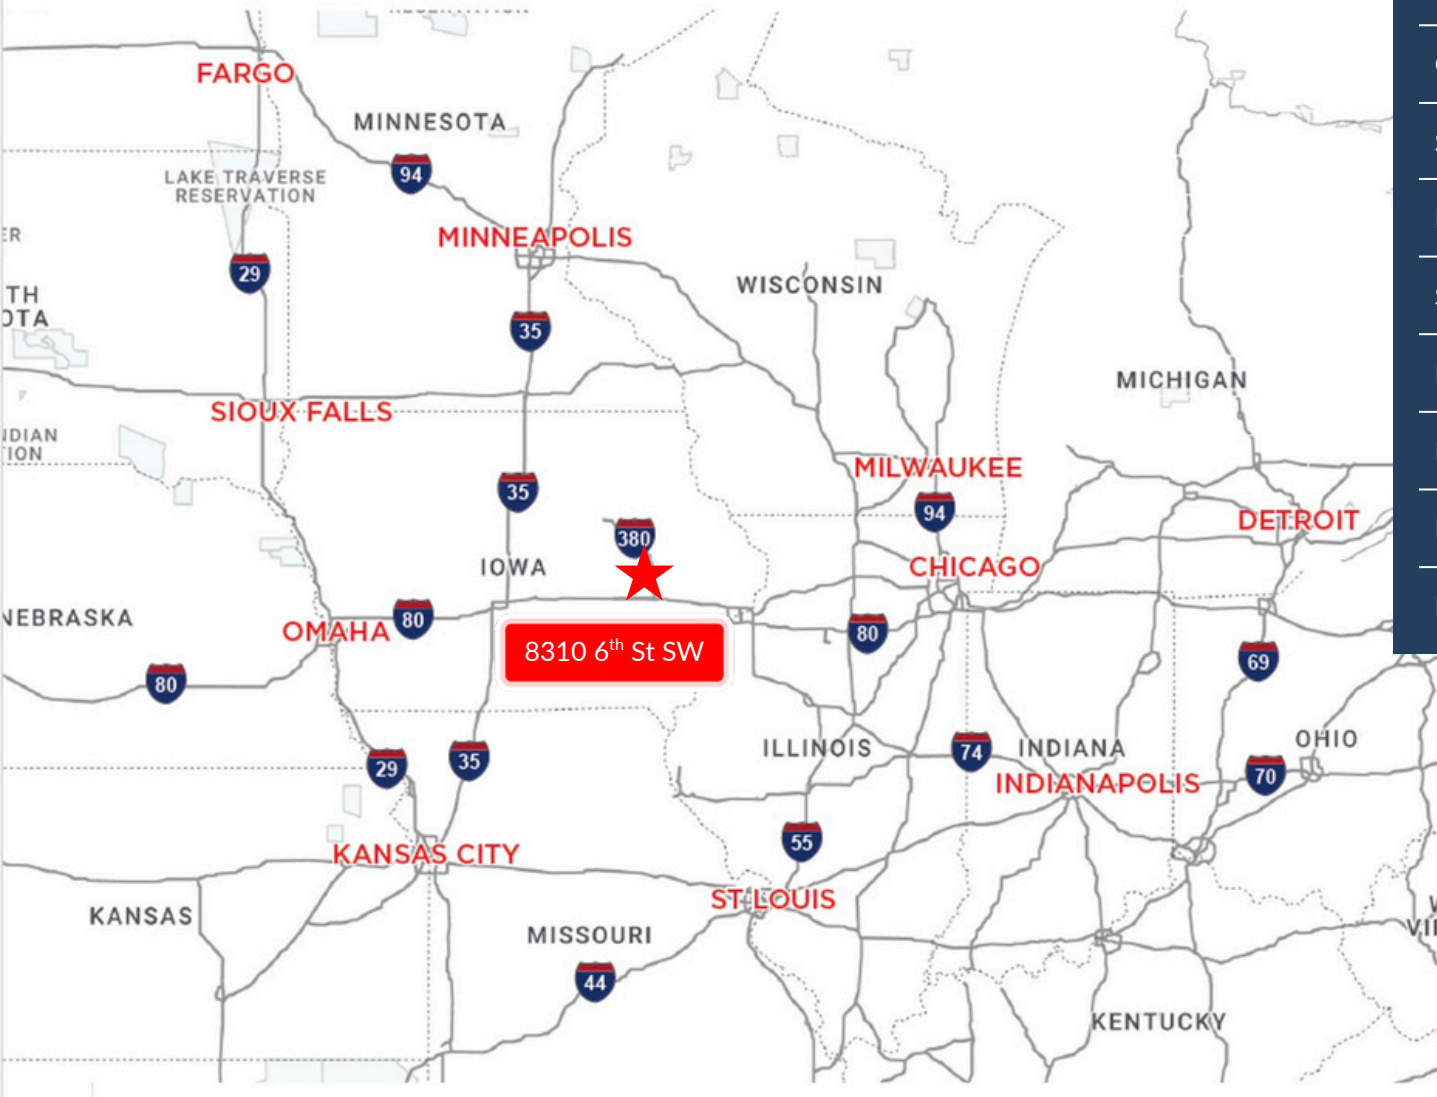 FARGO
MINNESOTA
94
LAKE TRAVERSE
RESERVATION
MINNEAPOLIS
29
WISCONSIN
35
MICHIGAN
SIOUX FALLS
MILWAUKEE
35
94
DETROIT
380
IOWA
CHICAGO
NEBRASKA
80
OMAHA
80
8310 6th St SW
69
80
ILLINOIS
74
INDIANA
OHIO
29
35
INDIANAPOLIS
70
55
KANSAS CITY
ST LOUIS
KANSAS
MISSOURI
44
KENTUCKY